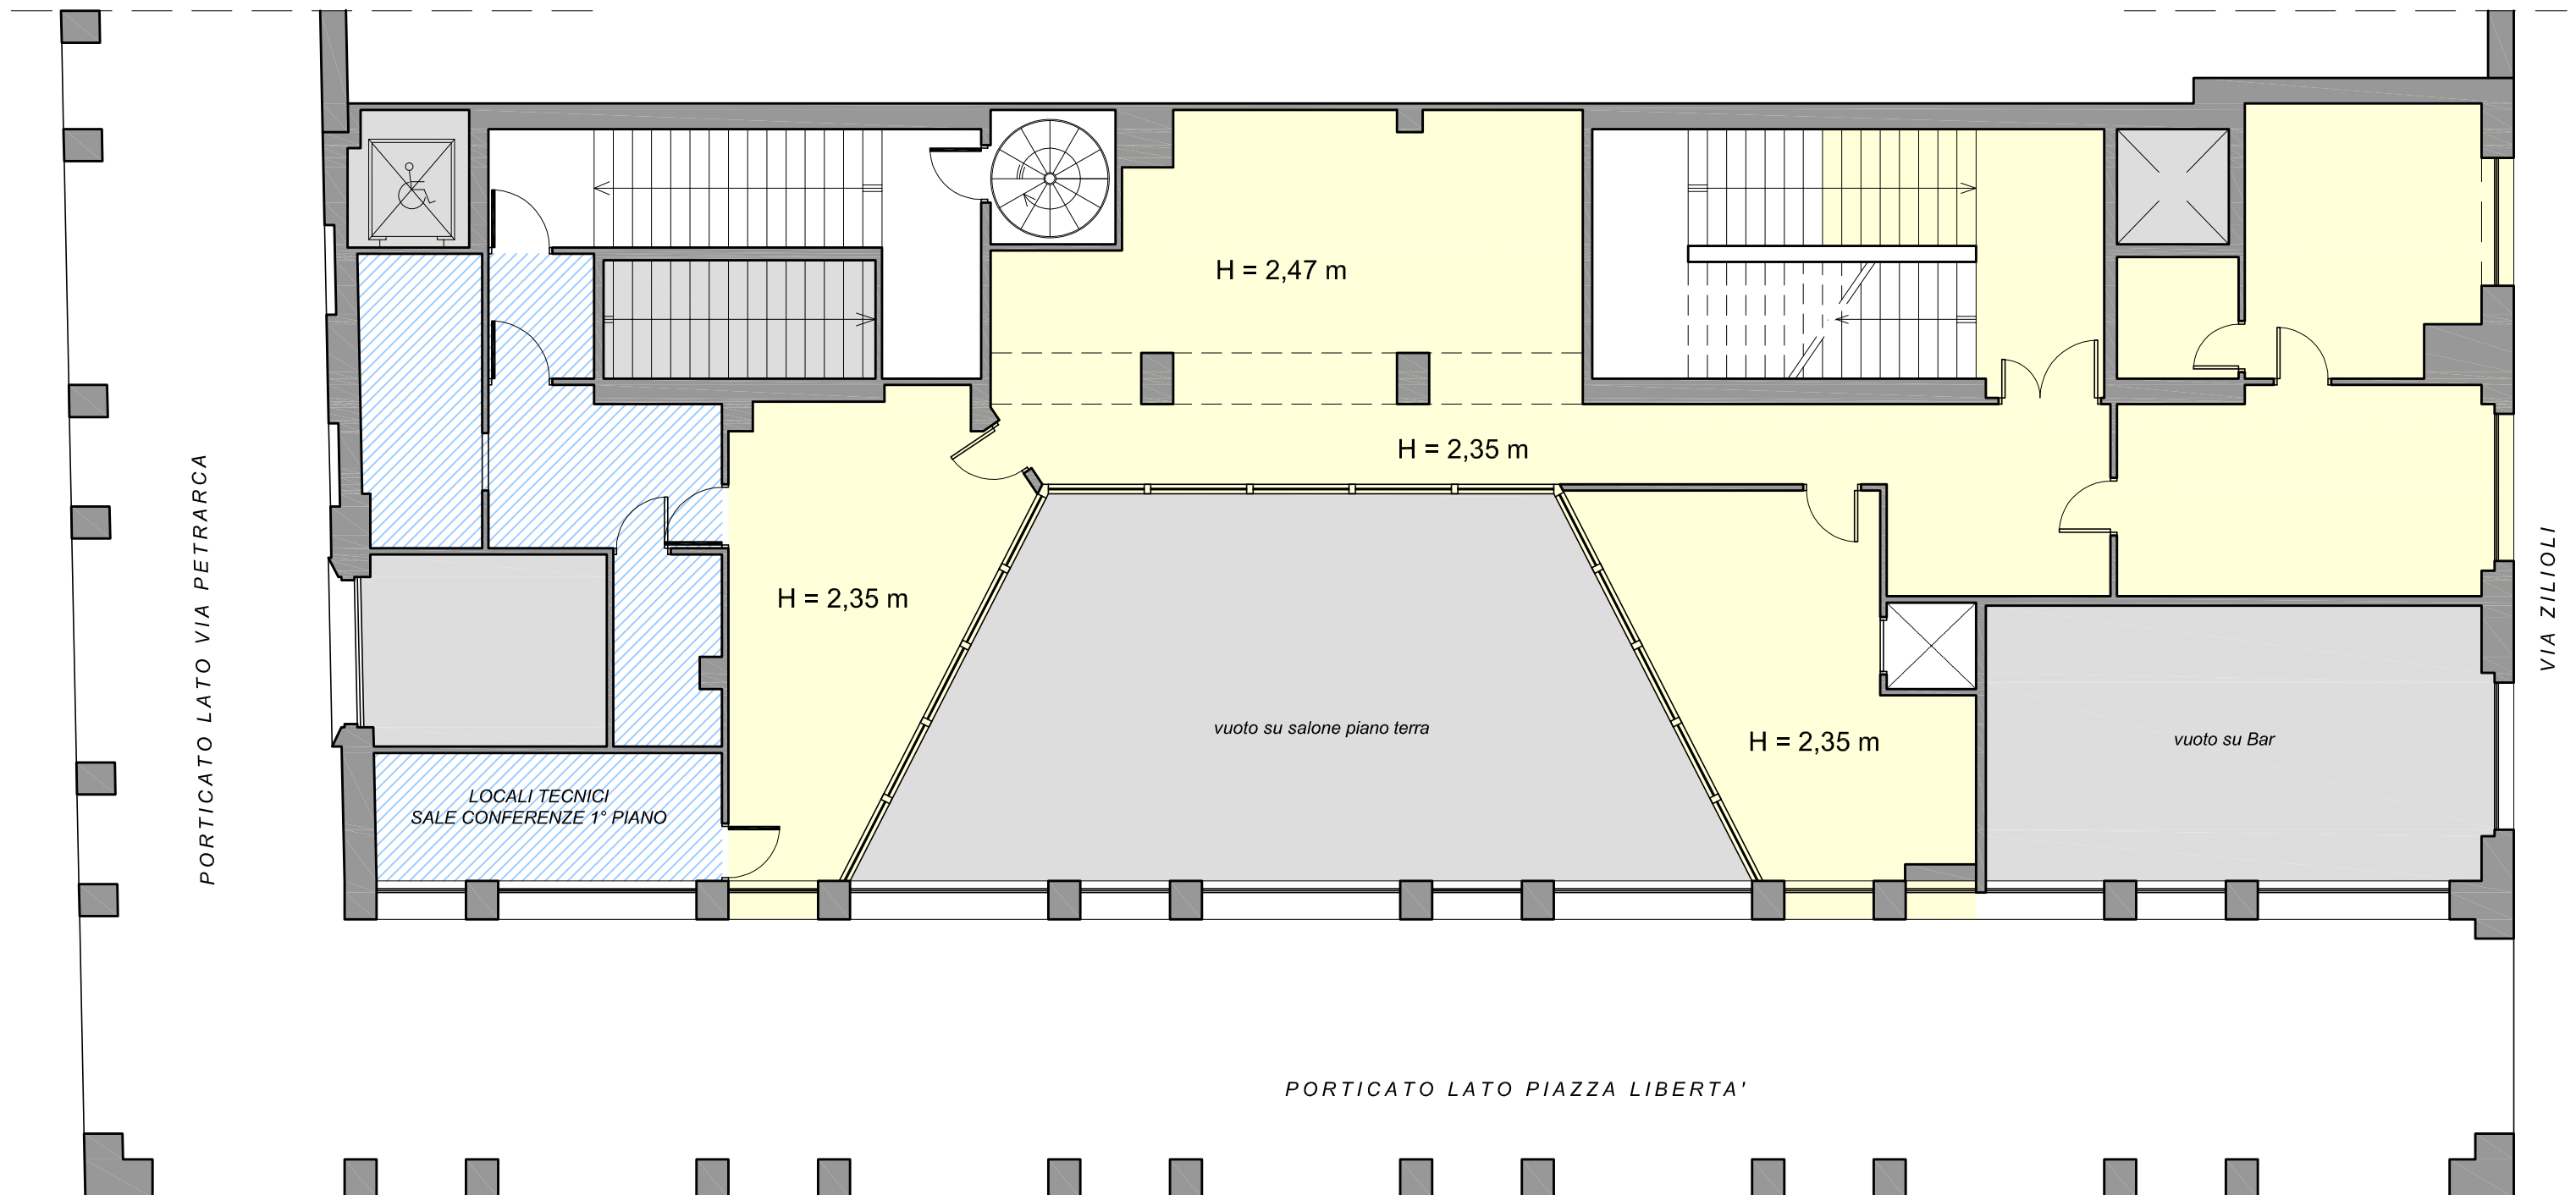 H = 2,47 m
H = 2,35 m
PORTICATO LATO VIA PETRARCA
VIA ZILIOLI
H = 2,35 m
vuoto su salone piano terra
H = 2,35 m
vuoto su Bar
LOCALI TECNICI
SALE CONFERENZE 1° PIANO
PORTICATO LATO PIAZZA LIBERTA'